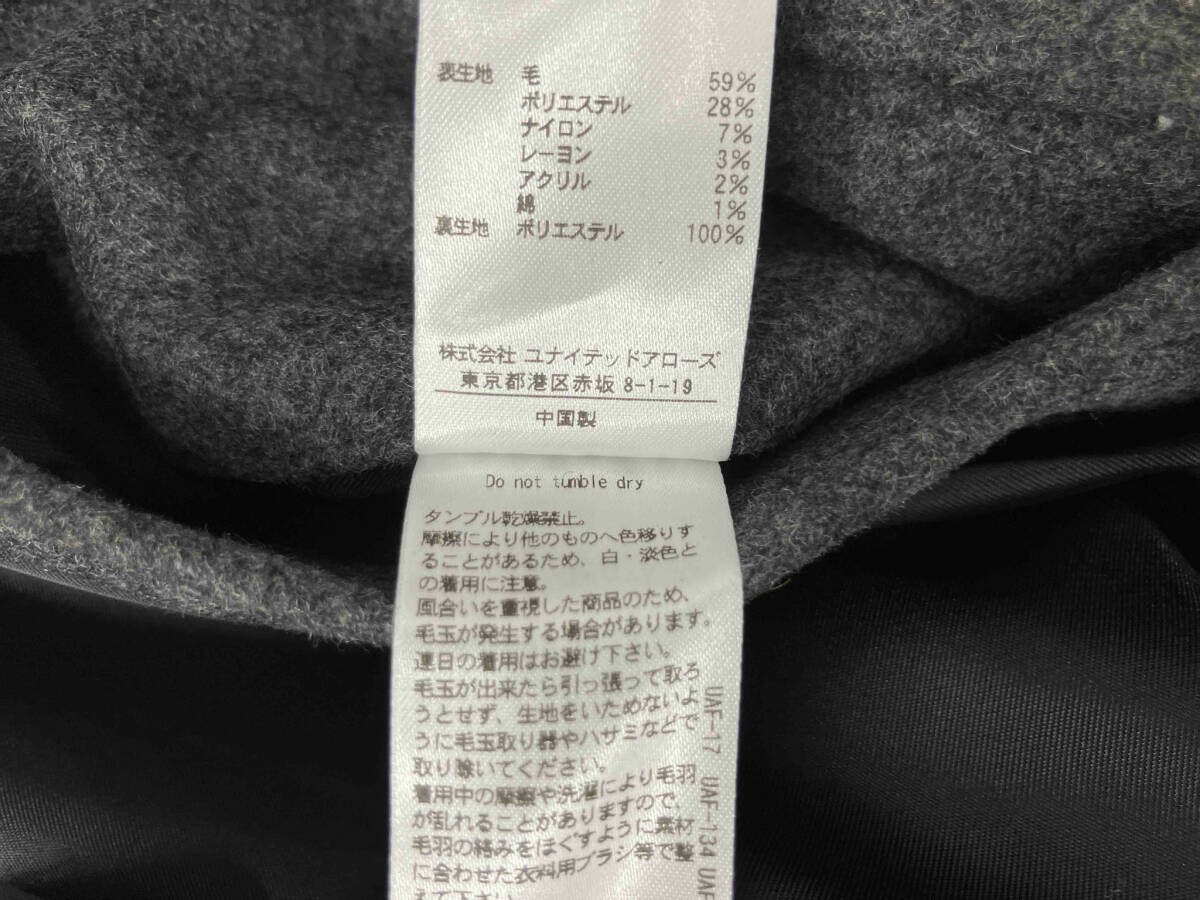 表生地 毛 59%
ポリエステル 28%
ナイロン 7%
レーヨン 3%
アクリル 2%
綿 1%
裏生地 ポリエステル 100%
株式会社 ユナイテッドアローズ
東京都港区赤坂 8-1-19
中国製
Do not tumble dry
タンブル乾燥禁止。
摩擦により他のものへ色移りす
ることがあるため、白・淡色と
の着用に注意。
風合いを重視した商品のため、
毛玉が発生する場合があります。
連日の着用はお避け下さい。
毛玉が出来たら引っ張って取ろ
うとせず、生地をいためないよ
うに毛玉取り器やハサミなどで
取り除いてください。
着用中の摩擦や洗濯により毛羽
が乱れることがありますので、
毛羽の絡みをほぐすように素材
に合わせた衣料用ブラシ等で整
えて下さい
UAF-17 UAF-134 UAF